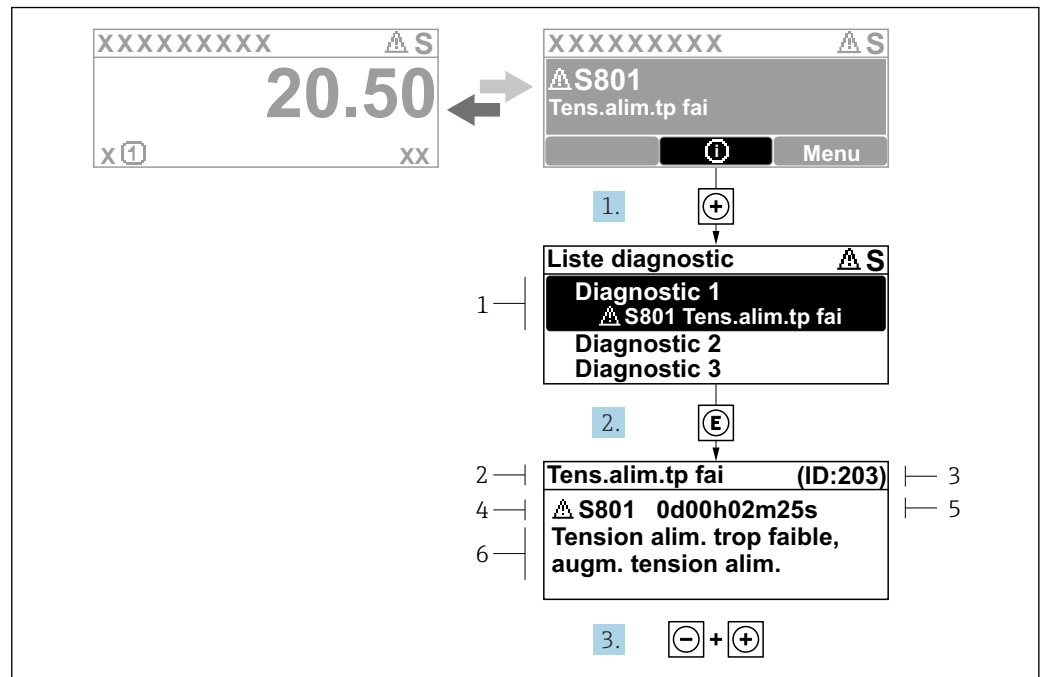 XXXXXXXXX ⚠ S
20.50
x ① xx
XXXXXXXXX ⚠ S
⚠ S801
Tens.alim.tp fai
ⓘ Menu
1. +
Liste diagnostic ⚠ S
1
Diagnostic 1
⚠ S801 Tens.alim.tp fai
Diagnostic 2
Diagnostic 3
2. E
2 Tens.alim.tp fai (ID:203) 3
4 ⚠ S801 0d00h02m25s 5
6
Tension alim. trop faible,
augm. tension alim.
3. - + +